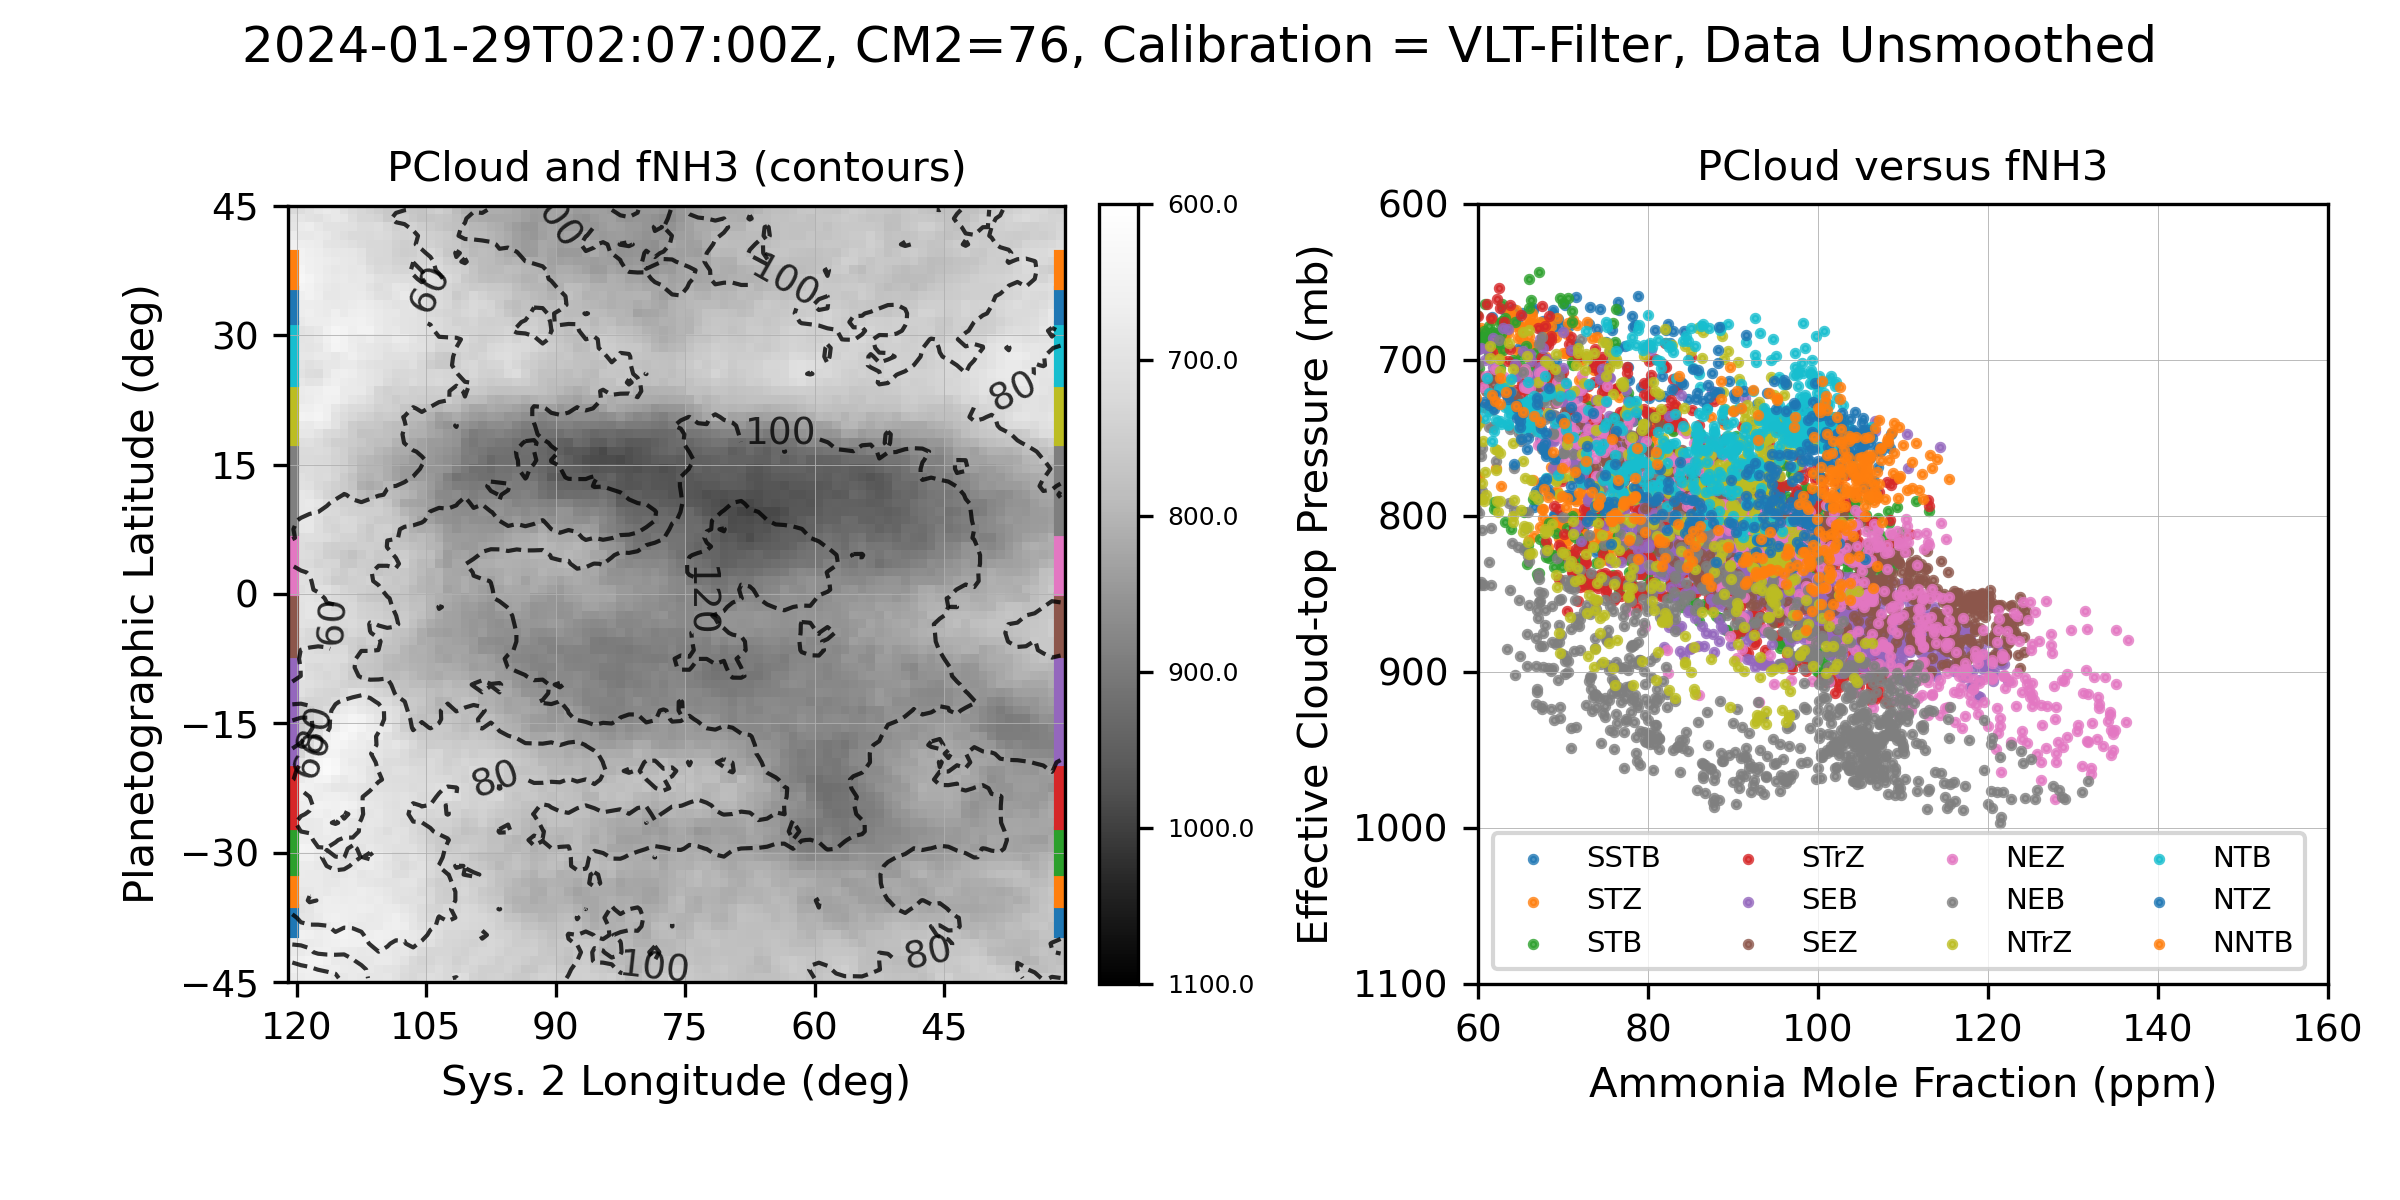 2024-01-29T02:07:00Z, CM2=76, Calibration = VLT-Filter, Data Unsmoothed
PCloud and fNH3 (contours)
45
30
15
0
−15
−30
−45
Planetographic Latitude (deg)
120
105
90
75
60
45
Sys. 2 Longitude (deg)
60
100
80
100
120
60
80
80
100
80
600.0
700.0
800.0
900.0
1000.0
1100.0
PCloud versus fNH3
600
700
800
900
1000
1100
Effective Cloud-top Pressure (mb)
SSTB
STZ
STB
STrZ
SEB
SEZ
NEZ
NEB
NTrZ
NTB
NTZ
NNTB
60
80
100
120
140
160
Ammonia Mole Fraction (ppm)